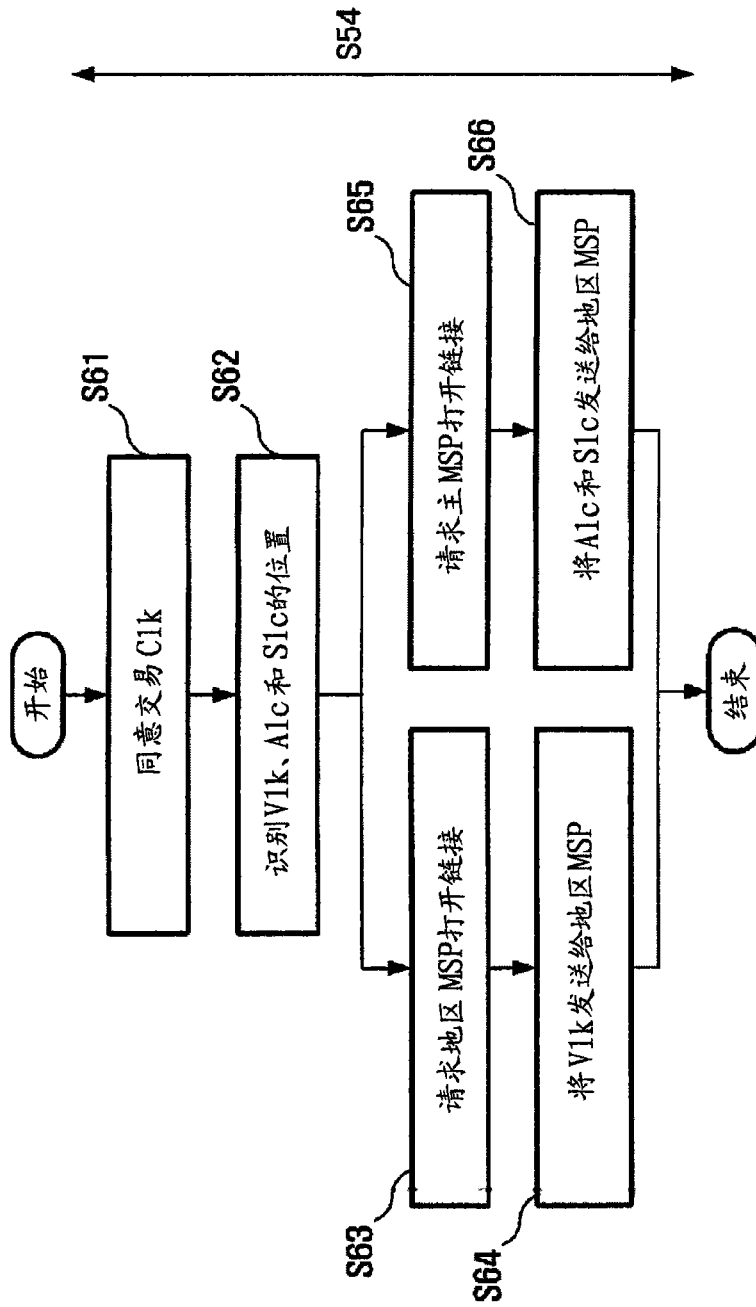 开始
S61
同意交易C1k
S62
识别V1k、A1c和S1c的位置
S63
请求地区MSP打开链接
S65
请求主MSP打开链接
S64
将V1k发送给地区MSP
S66
将A1c和S1c发送给地区MSP
结束
S54